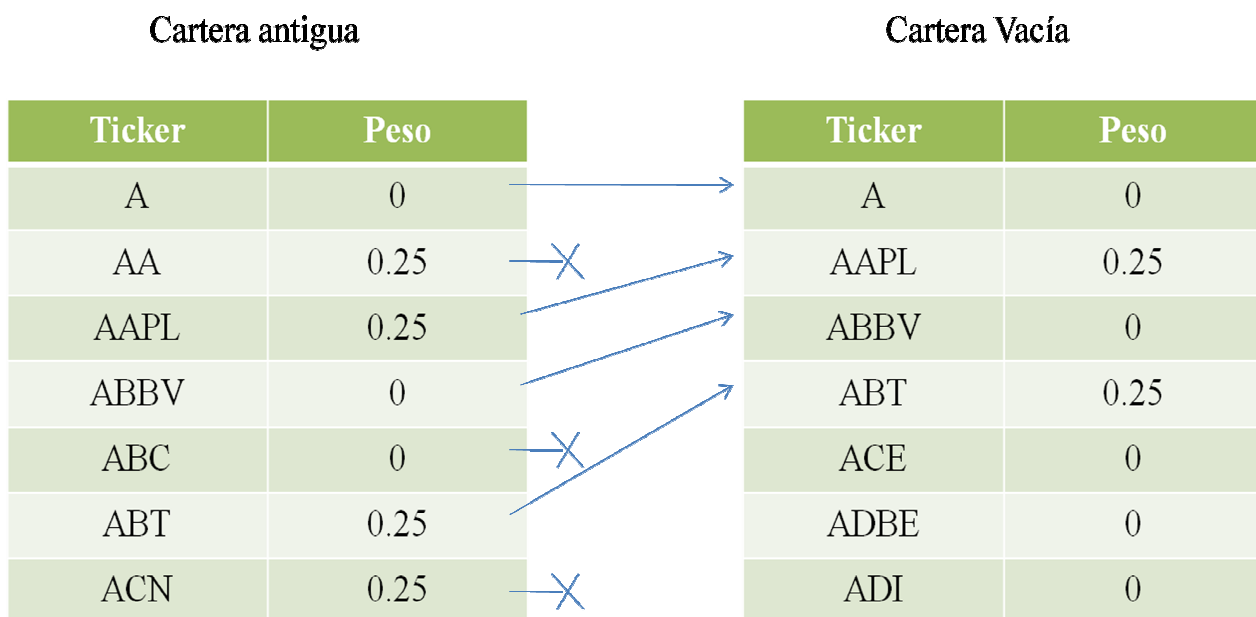 Cartera antigua
Cartera Vacía
Ticker Peso
A 0
AA 0.25
AAPL 0.25
ABBV 0
ABC 0
ABT 0.25
ACN 0.25
Ticker Peso
A 0
AAPL 0.25
ABBV 0
ABT 0.25
ACE 0
ADBE 0
ADI 0